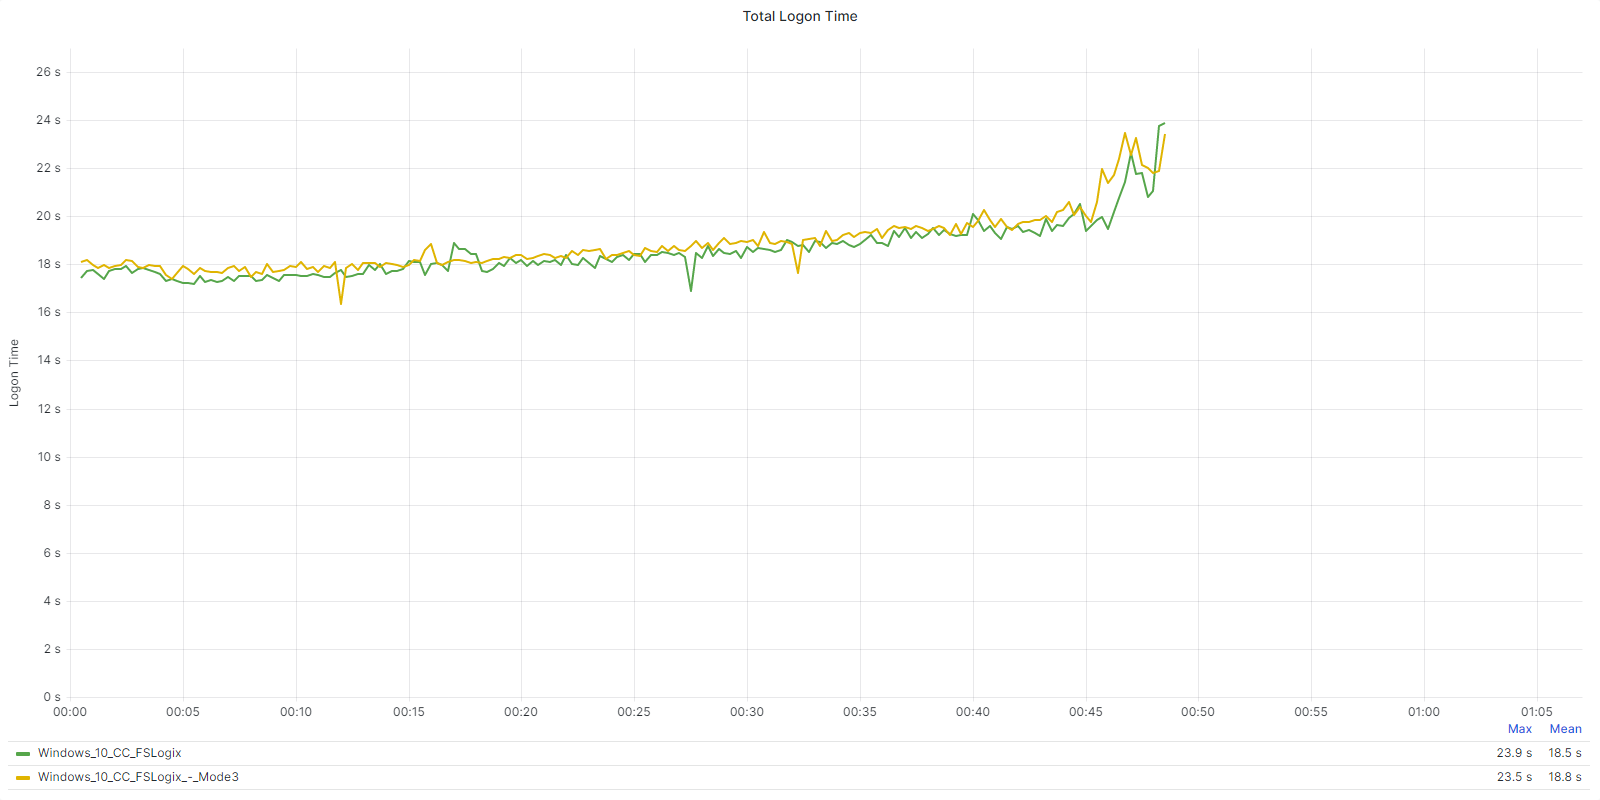 Total Logon Time
26 s
24 s
22 s
20 s
18 s
16 s
14 s
12 s
10 s
8 s
6 s
4 s
2 s
0 s
Logon Time
00:00 00:05 00:10 00:15 00:20 00:25 00:30 00:35 00:40 00:45 00:50 00:55 01:00 01:05
Max Mean
Windows_10_CC_FSLogix 23.9 s 18.5 s
Windows_10_CC_FSLogix_-_Mode3 23.5 s 18.8 s